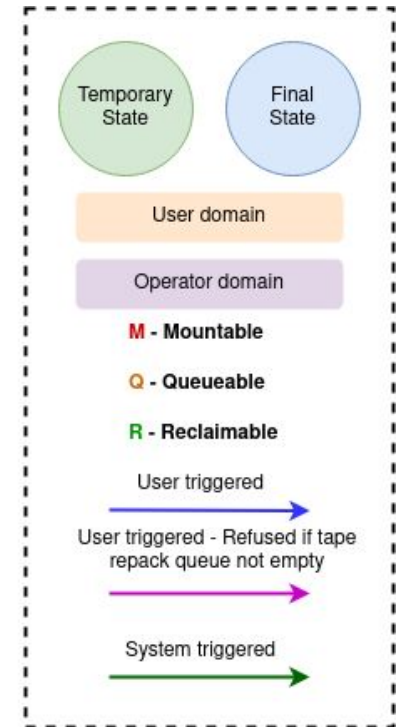 Temporary
State
Final
State
User domain
Operator domain
M - Mountable
Q - Queueable
R - Reclaimable
User triggered
User triggered - Refused if tape
repack queue not empty
System triggered